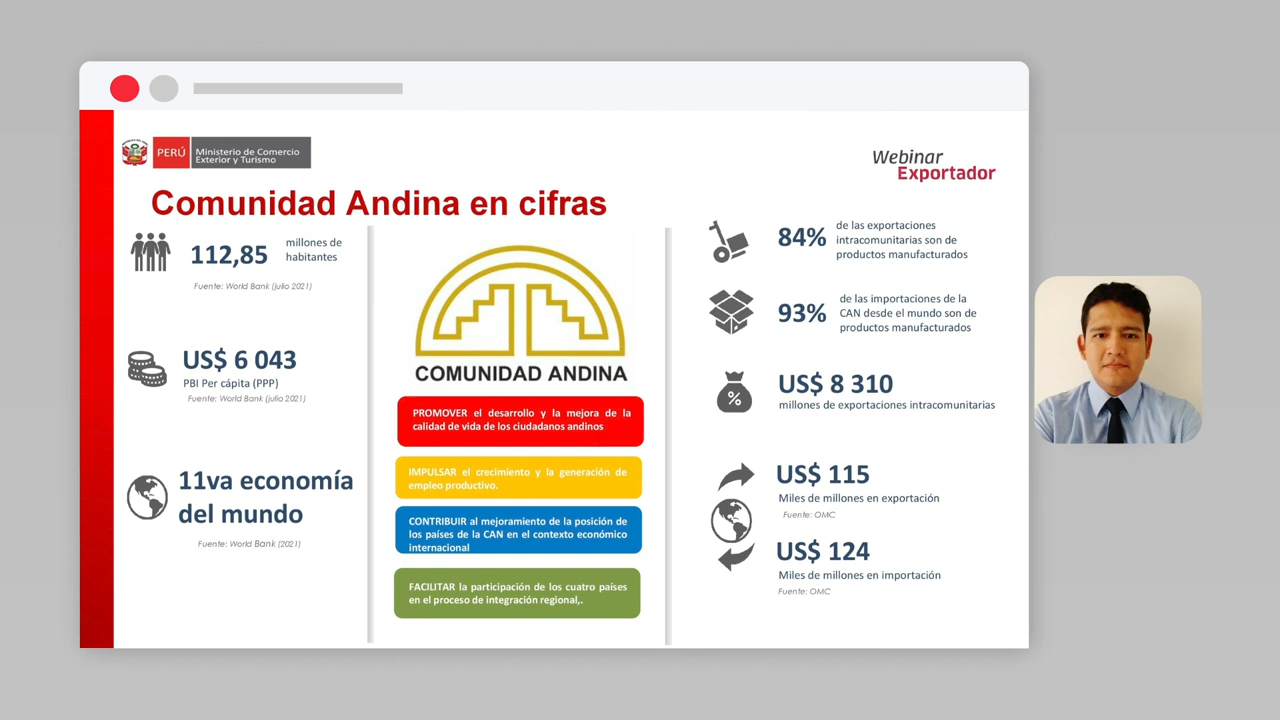 PERÚ
Ministerio de Comercio
Exterior y Turismo
Webinar
Exportador
Comunidad Andina en cifras
112,85
millones de
habitantes
Fuente: World Bank (julio 2021)
US$ 6 043
PBI Per cápita (PPP)
Fuente: World Bank (julio 2021)
11va economía
del mundo
Fuente: World Bank (2021)
COMUNIDAD ANDINA
PROMOVER el desarrollo y la mejora de la
calidad de vida de los ciudadanos andinos
IMPULSAR el crecimiento y la generación de
empleo productivo.
CONTRIBUIR al mejoramiento de la posición de
los países de la CAN en el contexto económico
internacional
FACILITAR la participación de los cuatro países
en el proceso de integración regional,.
84%
de las exportaciones
intracomunitarias son de
productos manufacturados
93%
de las importaciones de la
CAN desde el mundo son de
productos manufacturados
%
US$ 8 310
millones de exportaciones intracomunitarias
US$ 115
Miles de millones en exportación
Fuente: OMC
US$ 124
Miles de millones en importación
Fuente: OMC